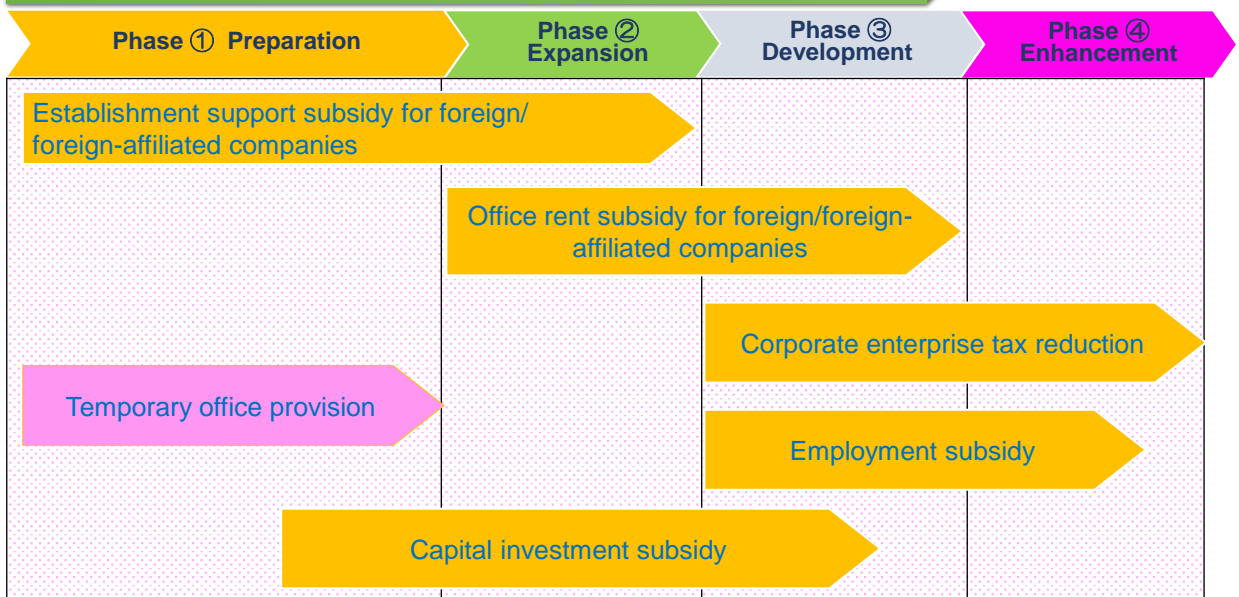 Phase ① Preparation
Phase ②
Expansion
Phase ③
Development
Phase ④
Enhancement
Establishment support subsidy for foreign/
foreign-affiliated companies
Office rent subsidy for foreign/foreign-
affiliated companies
Corporate enterprise tax reduction
Temporary office provision
Employment subsidy
Capital investment subsidy